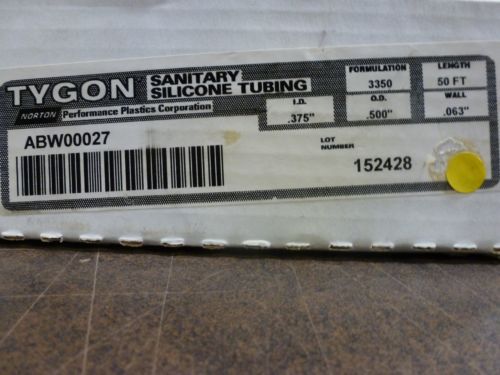 TYGON®
SANITARY
SILICONE TUBING
NORTON Performance Plastics Corporation
FORMULATION
3350
LENGTH
50 FT
I.D.
.375"
O.D.
.500"
WALL
.063"
ABW00027
LOT
NUMBER
152428